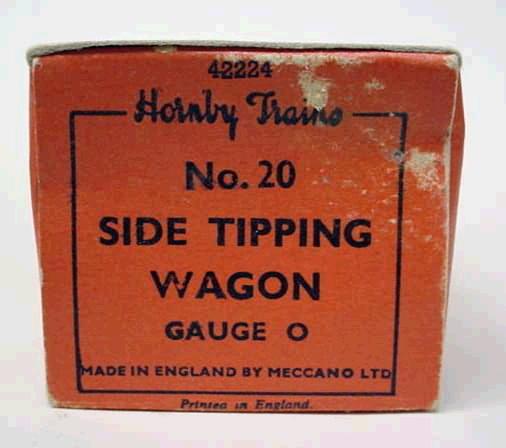 42224
Hornby Trains
No. 20
SIDE TIPPING
WAGON
GAUGE O
MADE IN ENGLAND BY MECCANO LTD
Printed in England.